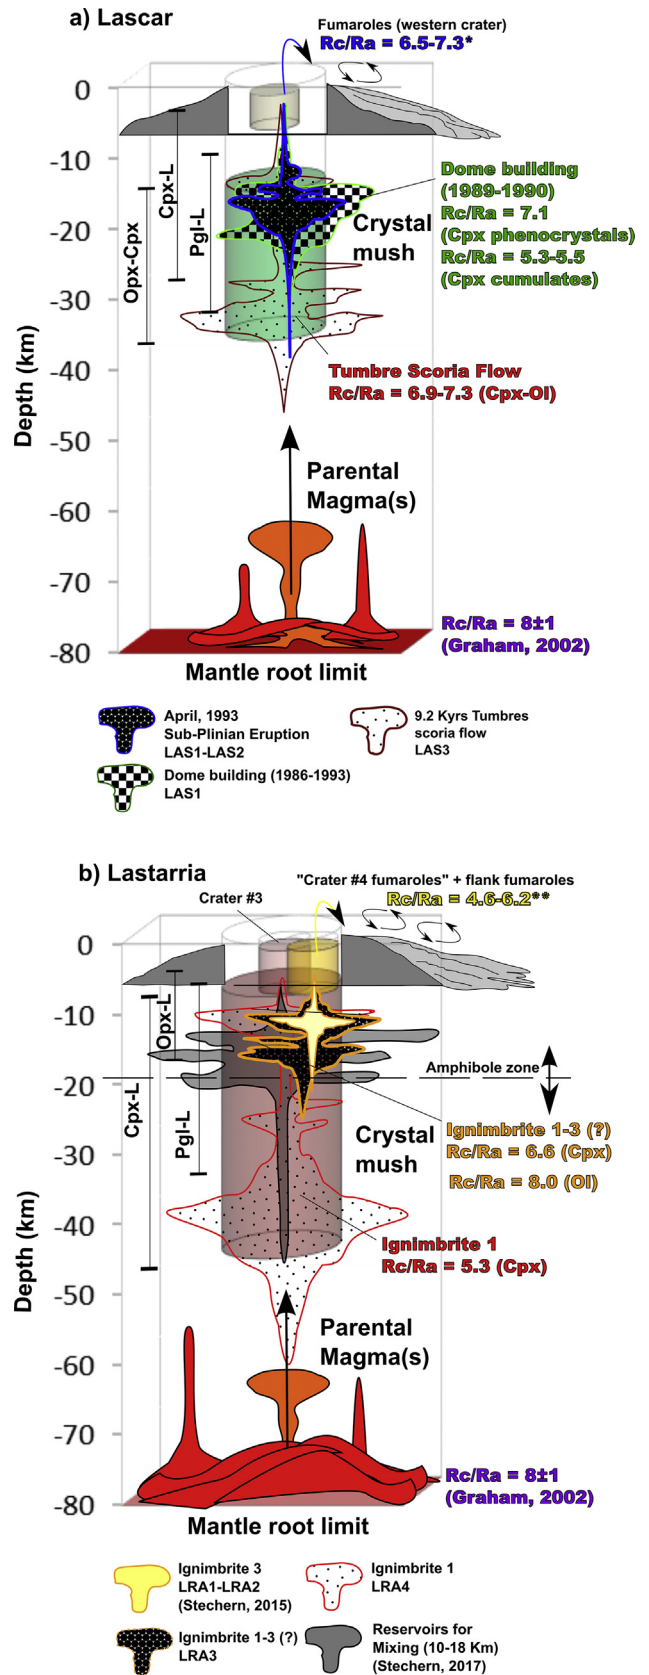 a) Lascar
Fumaroles (western crater)
Rc/Ra = 6.5-7.3*
0
-10
-20
-30
-40
-50
-60
-70
-80
Depth (km)
Opx-Cpx
Cpx-L
Pgl-L
Crystal
mush
Dome building
(1989-1990)
Rc/Ra = 7.1
(Cpx phenocrystals)
Rc/Ra = 5.3-5.5
(Cpx cumulates)
Tumbre Scoria Flow
Rc/Ra = 6.9-7.3 (Cpx-Ol)
Parental
Magma(s)
Rc/Ra = 8±1
(Graham, 2002)
Mantle root limit
April, 1993
Sub-Plinian Eruption
LAS1-LAS2
Dome building (1986-1993)
LAS1
9.2 Kyrs Tumbres
scoria flow
LAS3
b) Lastarria
"Crater #4 fumaroles" + flank fumaroles
Crater #3
Rc/Ra = 4.6-6.2**
0
-10
-20
-30
-40
-50
-60
-70
-80
Depth (km)
Cpx-L
Opx-L
Pgl-L
Amphibole zone
Crystal
mush
Ignimbrite 1-3 (?)
Rc/Ra = 6.6 (Cpx)
Rc/Ra = 8.0 (Ol)
Ignimbrite 1
Rc/Ra = 5.3 (Cpx)
Parental
Magma(s)
Rc/Ra = 8±1
(Graham, 2002)
Mantle root limit
Ignimbrite 3
LRA1-LRA2
(Stechern, 2015)
Ignimbrite 1-3 (?)
LRA3
Ignimbrite 1
LRA4
Reservoirs for
Mixing (10-18 Km)
(Stechern, 2017)